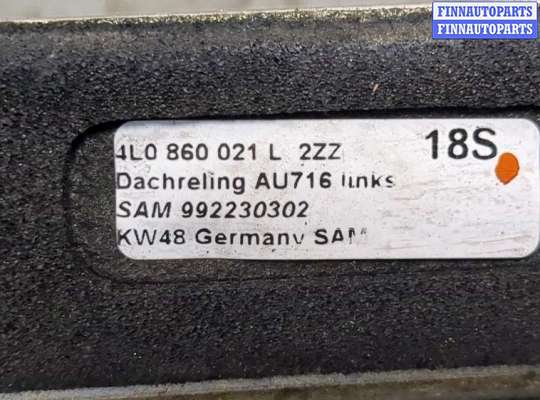 FINNAUTOPARTS
FINNAUTOPARTS
4L0 860 021 L 2ZZ 18S
Dachreling AU716 links
SAM 992230302
KW48 Germany SAM